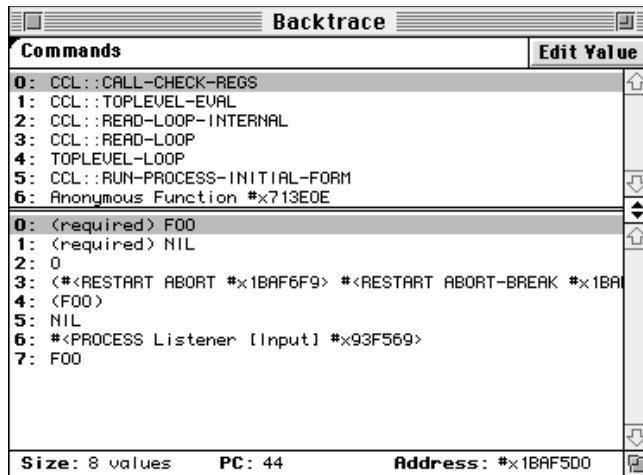 Backtrace
Commands
Edit Value
0: CCL::CALL-CHECK-REGS
1: CCL::TOPLEVEL-EVAL
2: CCL::READ-LOOP-INTERNAL
3: CCL::READ-LOOP
4: TOPLEVEL-LOOP
5: CCL::RUN-PROCESS-INITIAL-FORM
6: Anonymous Function #x713E0E
0: (required) FOO
1: (required) NIL
2: 0
3: (#<RESTART ABORT #x1BAF6F9> #<RESTART ABORT-BREAK #x1BA
4: (FOO)
5: NIL
6: #<PROCESS Listener [Input] #x93F569>
7: FOO
Size: 8 values PC: 44 Address: #x1BAF5D0